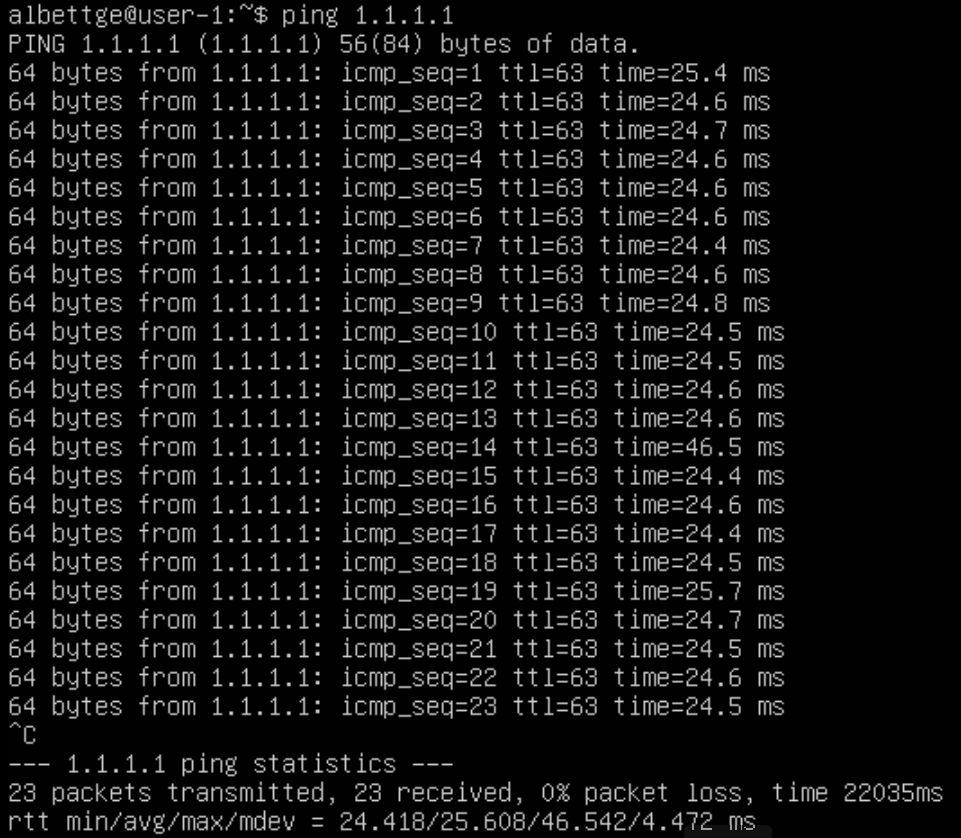 albettge@user-1:~$ ping 1.1.1.1
PING 1.1.1.1 (1.1.1.1) 56(84) bytes of data.
64 bytes from 1.1.1.1: icmp_seq=1 ttl=63 time=25.4 ms
64 bytes from 1.1.1.1: icmp_seq=2 ttl=63 time=24.6 ms
64 bytes from 1.1.1.1: icmp_seq=3 ttl=63 time=24.7 ms
64 bytes from 1.1.1.1: icmp_seq=4 ttl=63 time=24.6 ms
64 bytes from 1.1.1.1: icmp_seq=5 ttl=63 time=24.6 ms
64 bytes from 1.1.1.1: icmp_seq=6 ttl=63 time=24.6 ms
64 bytes from 1.1.1.1: icmp_seq=7 ttl=63 time=24.4 ms
64 bytes from 1.1.1.1: icmp_seq=8 ttl=63 time=24.6 ms
64 bytes from 1.1.1.1: icmp_seq=9 ttl=63 time=24.8 ms
64 bytes from 1.1.1.1: icmp_seq=10 ttl=63 time=24.5 ms
64 bytes from 1.1.1.1: icmp_seq=11 ttl=63 time=24.5 ms
64 bytes from 1.1.1.1: icmp_seq=12 ttl=63 time=24.6 ms
64 bytes from 1.1.1.1: icmp_seq=13 ttl=63 time=24.6 ms
64 bytes from 1.1.1.1: icmp_seq=14 ttl=63 time=46.5 ms
64 bytes from 1.1.1.1: icmp_seq=15 ttl=63 time=24.4 ms
64 bytes from 1.1.1.1: icmp_seq=16 ttl=63 time=24.6 ms
64 bytes from 1.1.1.1: icmp_seq=17 ttl=63 time=24.4 ms
64 bytes from 1.1.1.1: icmp_seq=18 ttl=63 time=24.5 ms
64 bytes from 1.1.1.1: icmp_seq=19 ttl=63 time=25.7 ms
64 bytes from 1.1.1.1: icmp_seq=20 ttl=63 time=24.7 ms
64 bytes from 1.1.1.1: icmp_seq=21 ttl=63 time=24.5 ms
64 bytes from 1.1.1.1: icmp_seq=22 ttl=63 time=24.6 ms
64 bytes from 1.1.1.1: icmp_seq=23 ttl=63 time=24.5 ms
^C
--- 1.1.1.1 ping statistics ---
23 packets transmitted, 23 received, 0% packet loss, time 22035ms
rtt min/avg/max/mdev = 24.418/25.608/46.542/4.472 ms